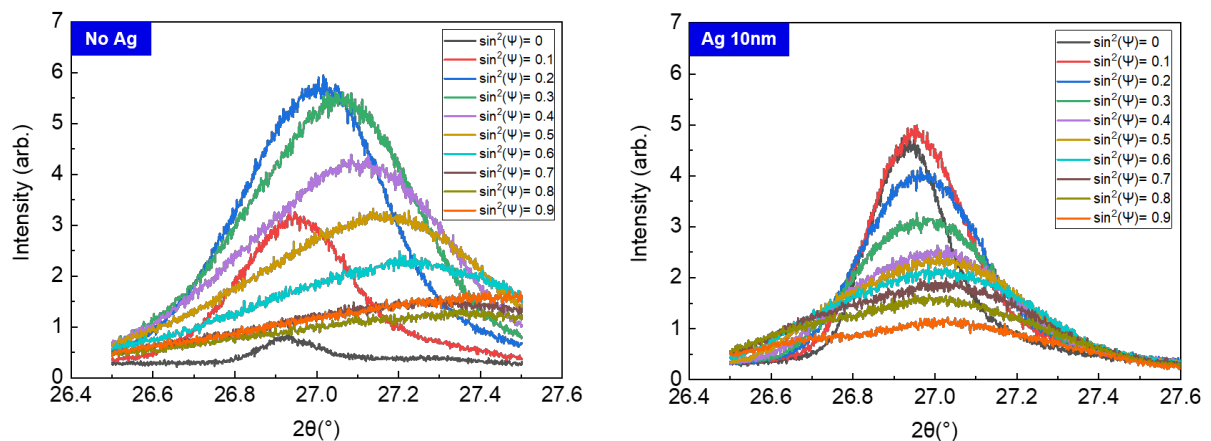 No Ag
Intensity (arb.)
7
6
5
4
3
2
1
0
26.4 26.6 26.8 27.0 27.2 27.4 27.6
2θ(°)
sin²(Ψ)= 0
sin²(Ψ)= 0.1
sin²(Ψ)= 0.2
sin²(Ψ)= 0.3
sin²(Ψ)= 0.4
sin²(Ψ)= 0.5
sin²(Ψ)= 0.6
sin²(Ψ)= 0.7
sin²(Ψ)= 0.8
sin²(Ψ)= 0.9
Ag 10nm
Intensity (arb.)
7
6
5
4
3
2
1
0
26.4 26.6 26.8 27.0 27.2 27.4 27.6
2θ(°)
sin²(Ψ)= 0
sin²(Ψ)= 0.1
sin²(Ψ)= 0.2
sin²(Ψ)= 0.3
sin²(Ψ)= 0.4
sin²(Ψ)= 0.5
sin²(Ψ)= 0.6
sin²(Ψ)= 0.7
sin²(Ψ)= 0.8
sin²(Ψ)= 0.9